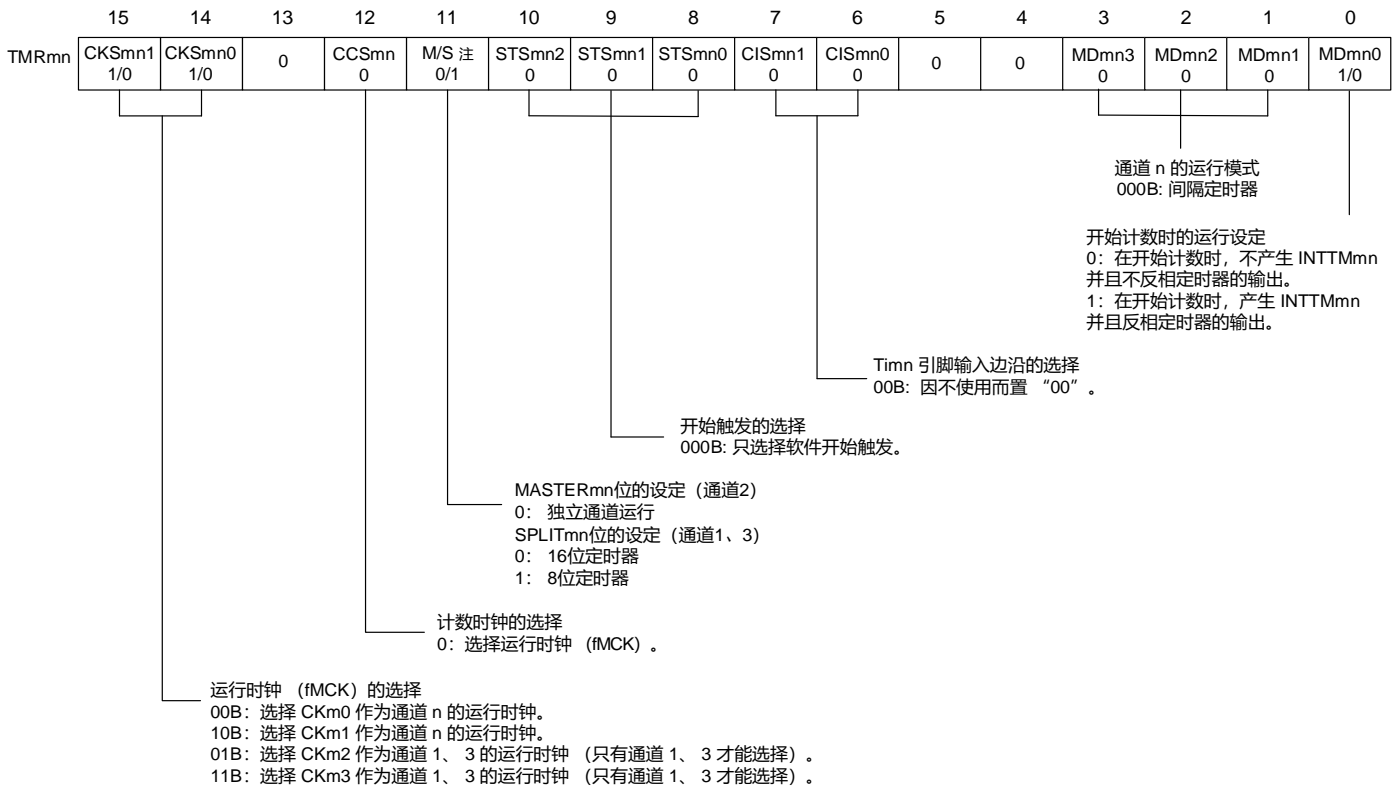 15 14 13 12 11 10 9 8 7 6 5 4 3 2 1 0
TMRmn CKSmn1 CKSmn0 0 CCSmn M/S 注 STSmn2 STSmn1 STSmn0 CISmn1 CISmn0 0 0 MDmn3 MDmn2 MDmn1 MDmn0
1/0 1/0 0 0/1 0 0 0 0 0 0 0 0 1/0
通道 n 的运行模式
000B: 间隔定时器
开始计数时的运行设定
0：在开始计数时，不产生 INTTMmn
并且不反相定时器的输出。
1：在开始计数时，产生 INTTMmn
并且反相定时器的输出。
Timn 引脚输入边沿的选择
00B: 因不使用而置 “00”。
开始触发的选择
000B: 只选择软件开始触发。
MASTERmn位的设定（通道2）
0： 独立通道运行
SPLITmn位的设定（通道1、3）
0： 16位定时器
1： 8位定时器
计数时钟的选择
0：选择运行时钟 （fMCK）。
运行时钟 （fMCK）的选择
00B：选择 CKm0 作为通道 n 的运行时钟。
10B：选择 CKm1 作为通道 n 的运行时钟。
01B：选择 CKm2 作为通道 1、 3 的运行时钟 （只有通道 1、 3 才能选择）。
11B：选择 CKm3 作为通道 1、 3 的运行时钟 （只有通道 1、 3 才能选择）。